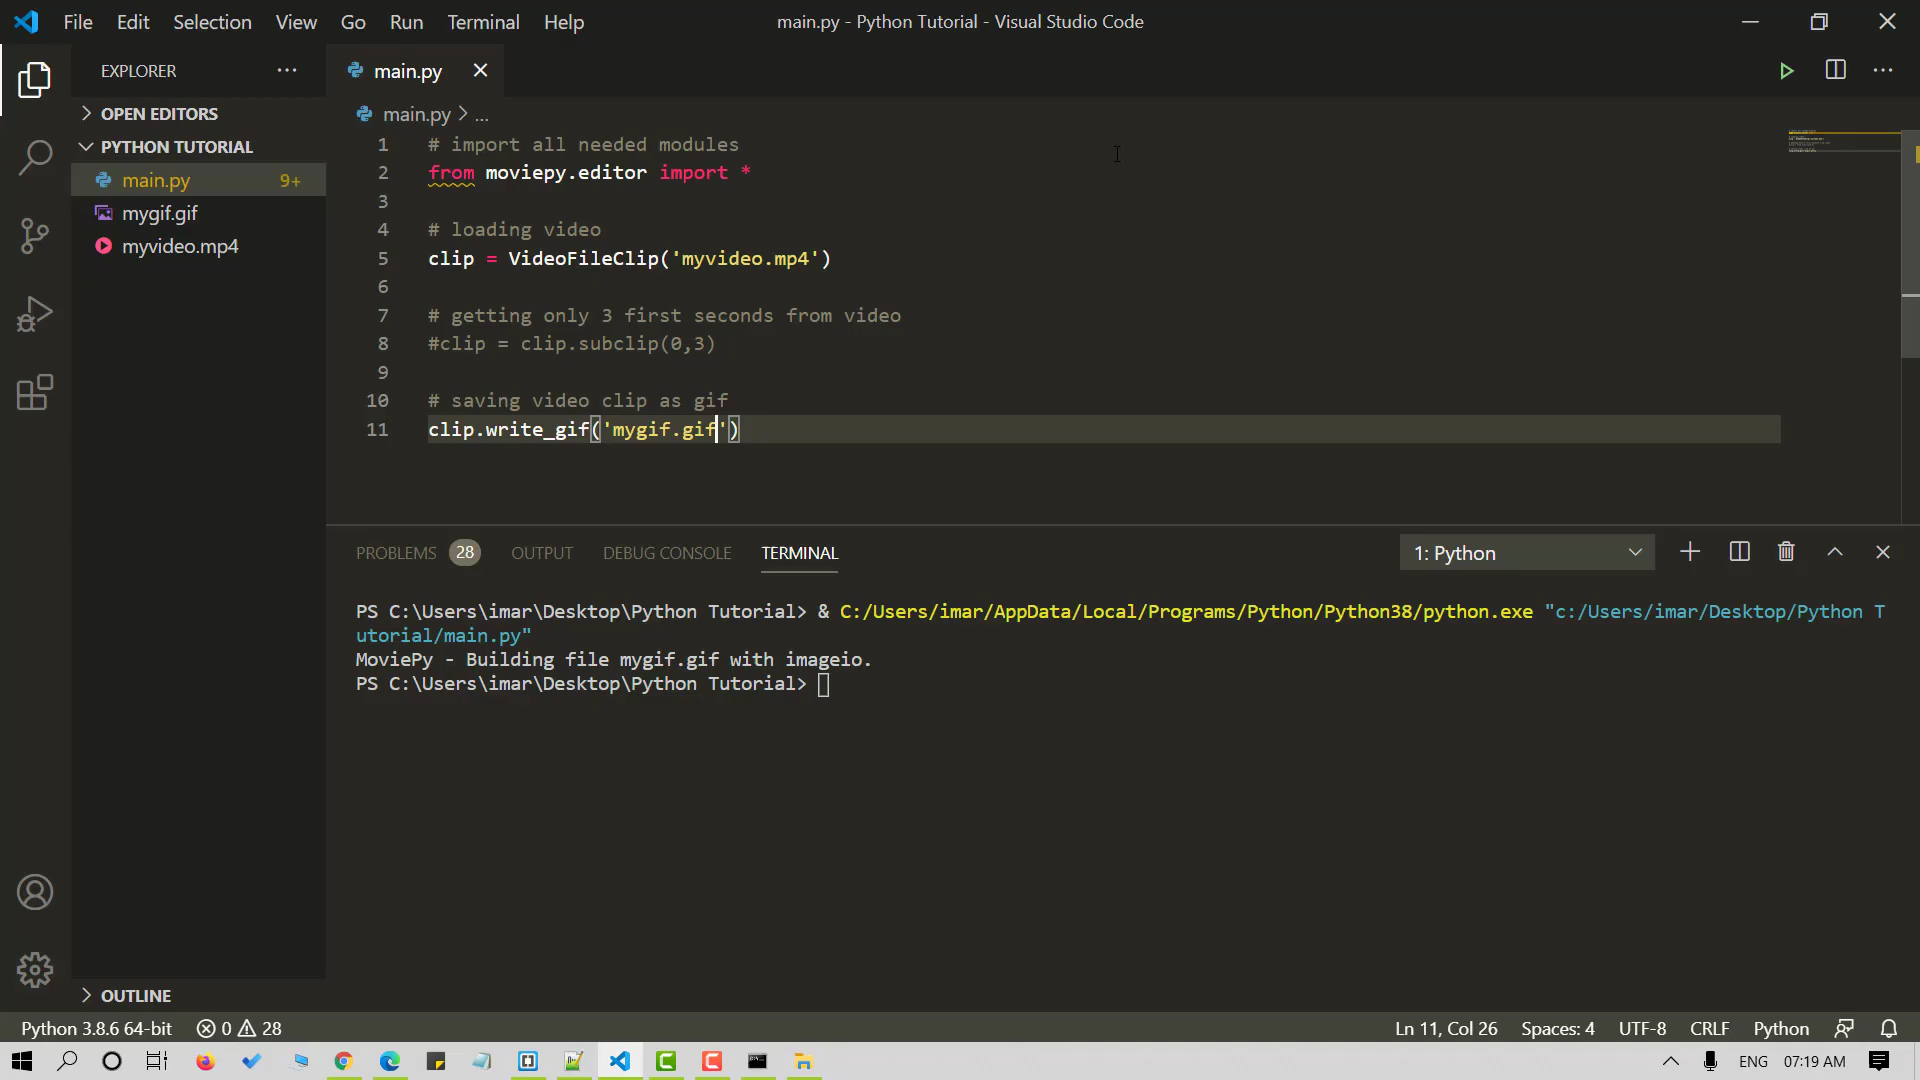 File Edit Selection View Go Run Terminal Help main.py - Python Tutorial - Visual Studio Code
EXPLORER
main.py
OPEN EDITORS
PYTHON TUTORIAL
main.py 9+
mygif.gif
myvideo.mp4
OUTLINE
main.py > ...
1 # import all needed modules
2 from moviepy.editor import *
3
4 # loading video
5 clip = VideoFileClip('myvideo.mp4')
6
7 # getting only 3 first seconds from video
8 #clip = clip.subclip(0,3)
9
10 # saving video clip as gif
11 clip.write_gif('mygif.gif')
PROBLEMS 28 OUTPUT DEBUG CONSOLE TERMINAL 1: Python
PS C:\Users\imar\Desktop\Python Tutorial> & C:/Users/imar/AppData/Local/Programs/Python/Python38/python.exe "c:/Users/imar/Desktop/Python T
utorial/main.py"
MoviePy - Building file mygif.gif with imageio.
PS C:\Users\imar\Desktop\Python Tutorial>
Python 3.8.6 64-bit 0 28 Ln 11, Col 26 Spaces: 4 UTF-8 CRLF Python
ENG 07:19 AM